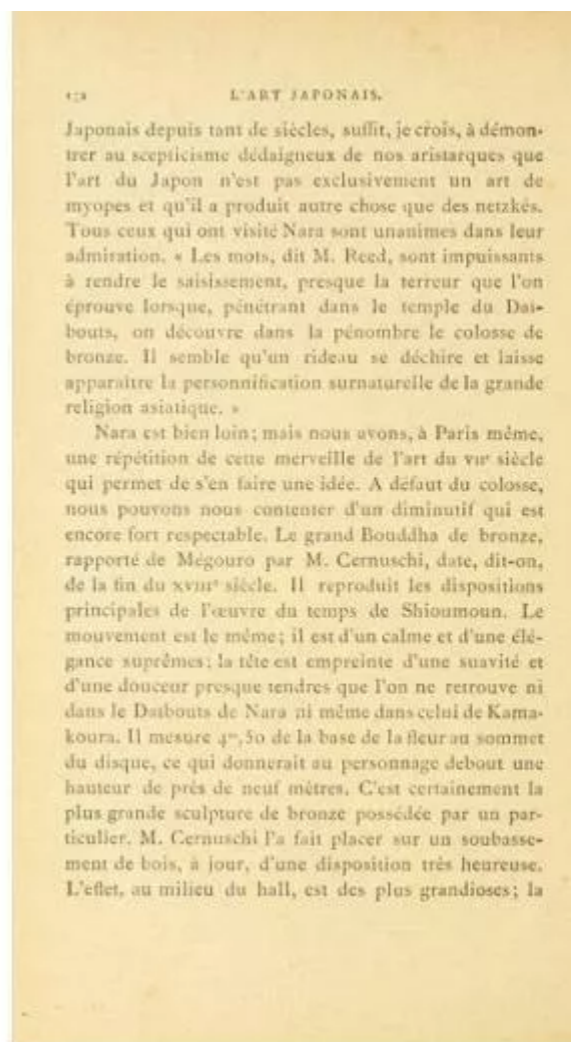 172 L'ART JAPONAIS.
Japonais depuis tant de siècles, suffit, je crois, à démon-
trer au scepticisme dédaigneux de nos aristarques que
l'art du Japon n'est pas exclusivement un art de
myopes et qu'il a produit autre chose que des netzkés.
Tous ceux qui ont visité Nara sont unanimes dans leur
admiration. « Les mots, dit M. Reed, sont impuissants
à rendre le saisissement, presque la terreur que l'on
éprouve lorsque, pénétrant dans le temple du Daï-
bouts, on découvre dans la pénombre le colosse de
bronze. Il semble qu'un rideau se déchire et laisse
apparaître la personnification surnaturelle de la grande
religion asiatique. »
Nara est bien loin; mais nous avons, à Paris même,
une répétition de cette merveille de l'art du VIIe siècle
qui permet de s'en faire une idée. A défaut du colosse,
nous pouvons nous contenter d'un diminutif qui est
encore fort respectable. Le grand Bouddha de bronze,
rapporté de Mégouro par M. Cernuschi, date, dit-on,
de la fin du XVIIIe siècle. Il reproduit les dispositions
principales de l'œuvre du temps de Shioumoun. Le
mouvement est le même; il est d'un calme et d'une élé-
gance suprêmes; la tête est empreinte d'une suavité et
d'une douceur presque tendres que l'on ne retrouve ni
dans le Daïbouts de Nara ni même dans celui de Kama-
koura. Il mesure 4m,50 de la base de la fleur au sommet
du disque, ce qui donnerait au personnage debout une
hauteur de près de neuf mètres. C'est certainement la
plus grande sculpture de bronze possédée par un par-
ticulier. M. Cernuschi l'a fait placer sur un soubasse-
ment de bois, à jour, d'une disposition très heureuse.
L'effet, au milieu du hall, est des plus grandioses; la